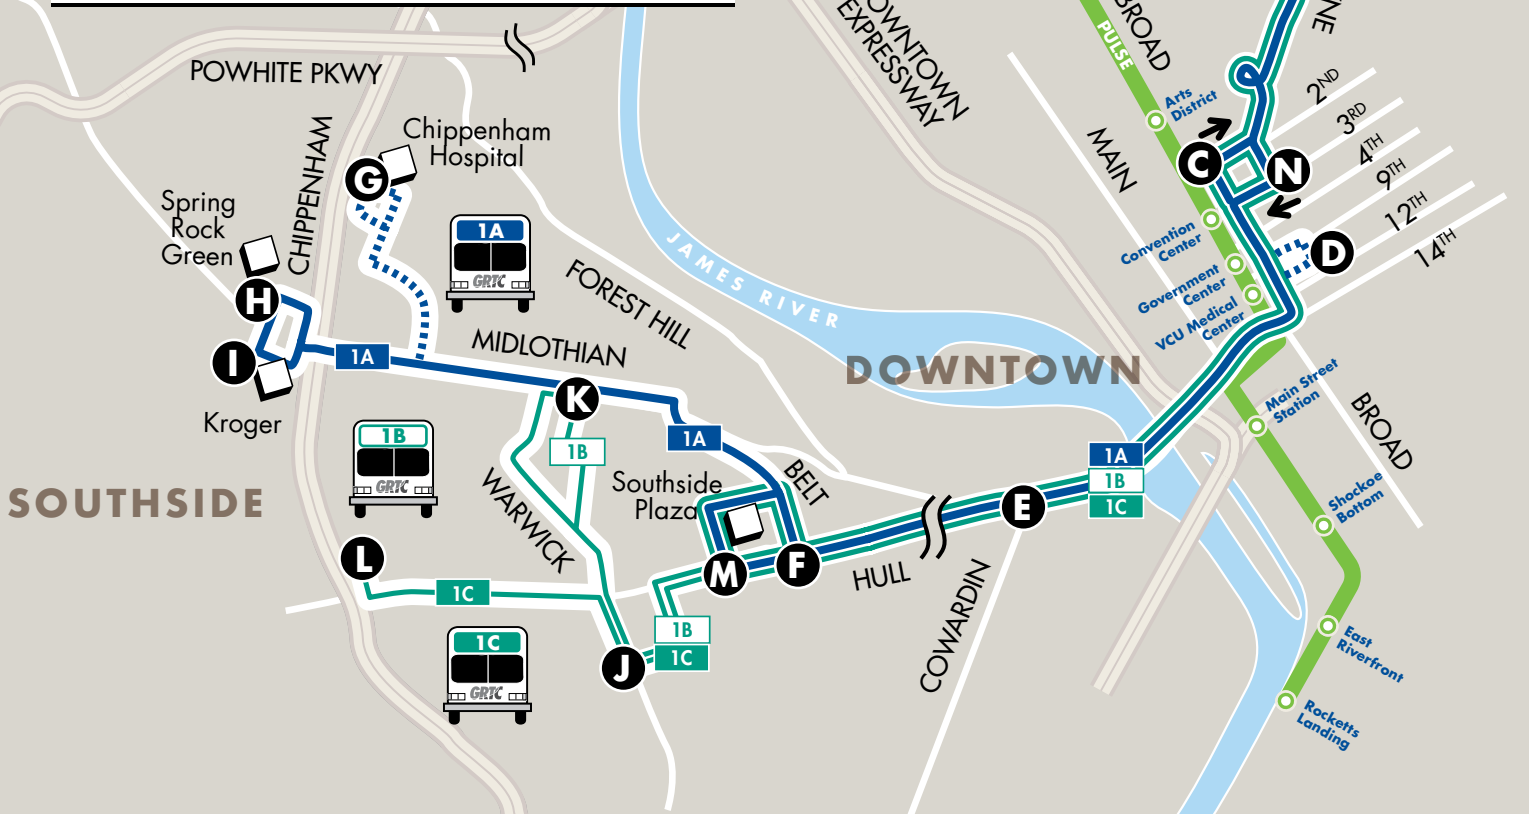 POWHITE PKWY
OWNTOWN
EXPRESSWAY
BROAD
NE
PULSE
Arts
District
2ND
3RD
4TH
9TH
12TH
14TH
MAIN
C
N
D
Convention
Center
Government
Center
VCU Medical
Center
Chippenham
Hospital
G
CHIPPENHAM
Spring
Rock
Green
H
I
Kroger
1A
GRTC
1A
MIDLOTHIAN
FOREST HILL
JAMES RIVER
DOWNTOWN
Main Street
Station
BROAD
K
1B
1A
1B
GRTC
SOUTHSIDE
WARWICK
Southside
Plaza
BELT
M
F
HULL
E
1A
1B
1C
COWARDIN
Shockoe
Bottom
L
1C
1C
GRTC
J
1B
1C
East
Riverfront
Rocketts
Landing